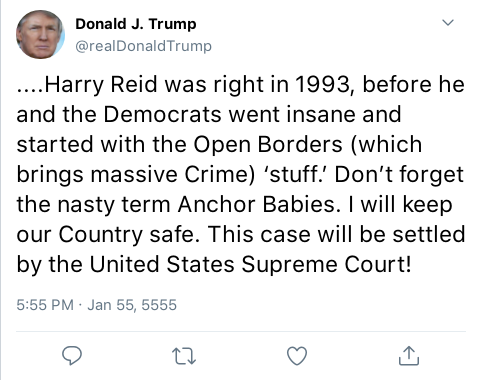 Donald J. Trump
@realDonaldTrump
....Harry Reid was right in 1993, before he
and the Democrats went insane and
started with the Open Borders (which
brings massive Crime) ‘stuff.’ Don’t forget
the nasty term Anchor Babies. I will keep
our Country safe. This case will be settled
by the United States Supreme Court!
5:55 PM · Jan 55, 5555